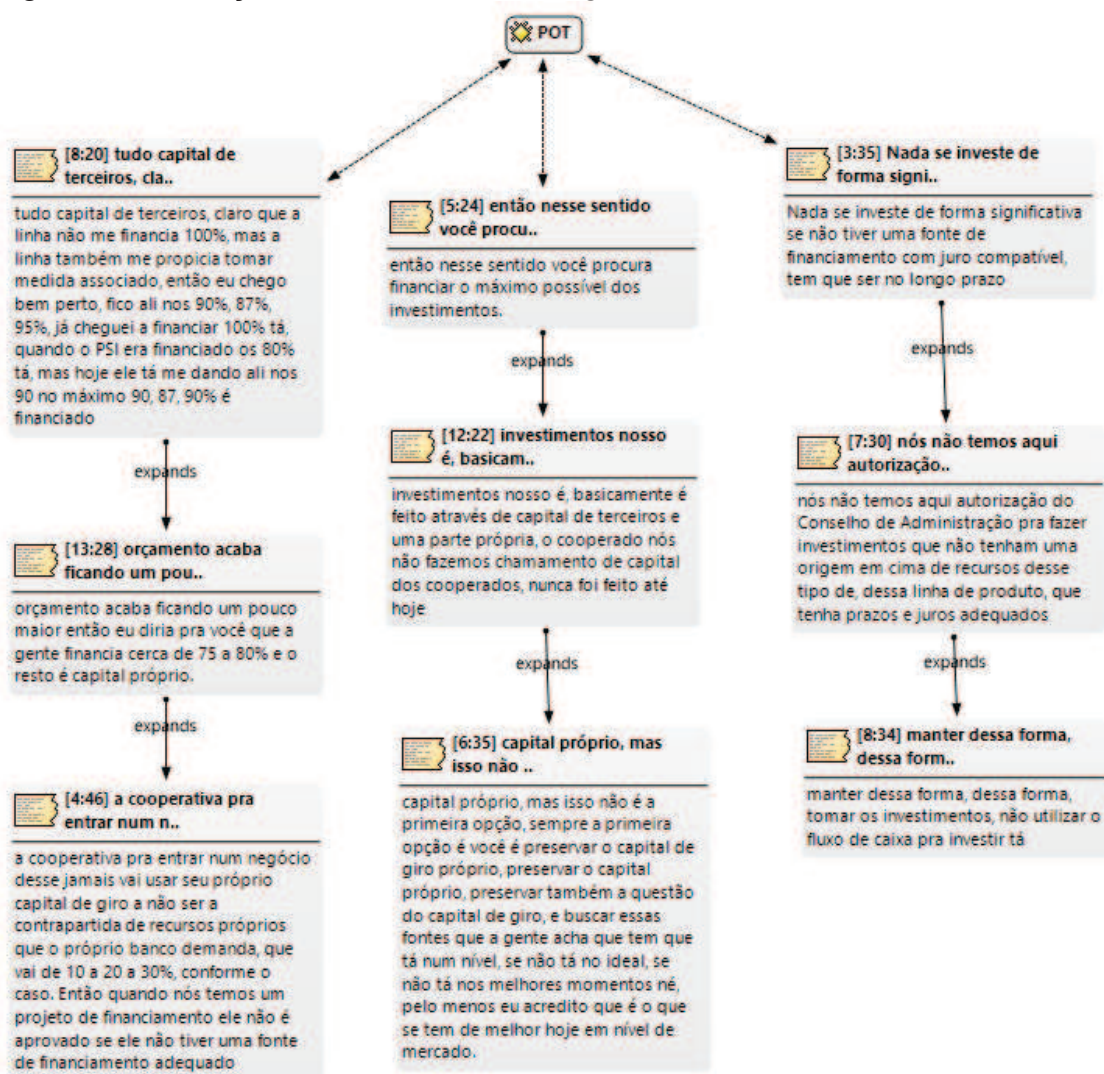 POT
[8:20] tudo capital de
terceiros, cla..
tudo capital de terceiros, claro que a
linha não me financia 100%, mas a
linha também me propicia tomar
medida associado, então eu chego
bem perto, fico ali nos 90%, 87%,
95%, já cheguei a financiar 100% tá,
quando o PSI era financiado os 80%
tá, mas hoje ele tá me dando ali nos
90 no máximo 90, 87, 90% é
financiado
expands
[13:28] orçamento acaba
ficando um pou..
orçamento acaba ficando um pouco
maior então eu diria pra você que a
gente financia cerca de 75 a 80% e o
resto é capital próprio.
expands
[4:46] a cooperativa pra
entrar num n..
a cooperativa pra entrar num negócio
desse jamais vai usar seu próprio
capital de giro a não ser a
contrapartida de recursos próprios
que o próprio banco demanda, que
vai de 10 a 20 a 30%, conforme o
caso. Então quando nós temos um
projeto de financiamento ele não é
aprovado se ele não tiver uma fonte
de financiamento adequado
[5:24] então nesse sentido
você procu..
então nesse sentido você procura
financiar o máximo possível dos
investimentos.
expands
[12:22] investimentos nosso
é, basicam..
investimentos nosso é, basicamente é
feito através de capital de terceiros e
uma parte própria, o cooperado nós
não fazemos chamamento de capital
dos cooperados, nunca foi feito até
hoje
expands
[6:35] capital próprio, mas
isso não ..
capital próprio, mas isso não é a
primeira opção, sempre a primeira
opção é você é preservar o capital de
giro próprio, preservar o capital
próprio, preservar também a questão
do capital de giro, e buscar essas
fontes que a gente acha que tem que
tá num nível, se não tá no ideal, se
não tá nos melhores momentos né,
pelo menos eu acredito que é o que
se tem de melhor hoje em nível de
mercado.
[3:35] Nada se investe de
forma signi..
Nada se investe de forma significativa
se não tiver uma fonte de
financiamento com juro compatível,
tem que ser no longo prazo
expands
[7:30] nós não temos aqui
autorização..
nós não temos aqui autorização do
Conselho de Administração pra fazer
investimentos que não tenham uma
origem em cima de recursos desse
tipo de, dessa linha de produto, que
tenha prazos e juros adequados
expands
[8:34] manter dessa forma,
dessa form..
manter dessa forma, dessa forma,
tomar os investimentos, não utilizar o
fluxo de caixa pra investir tá